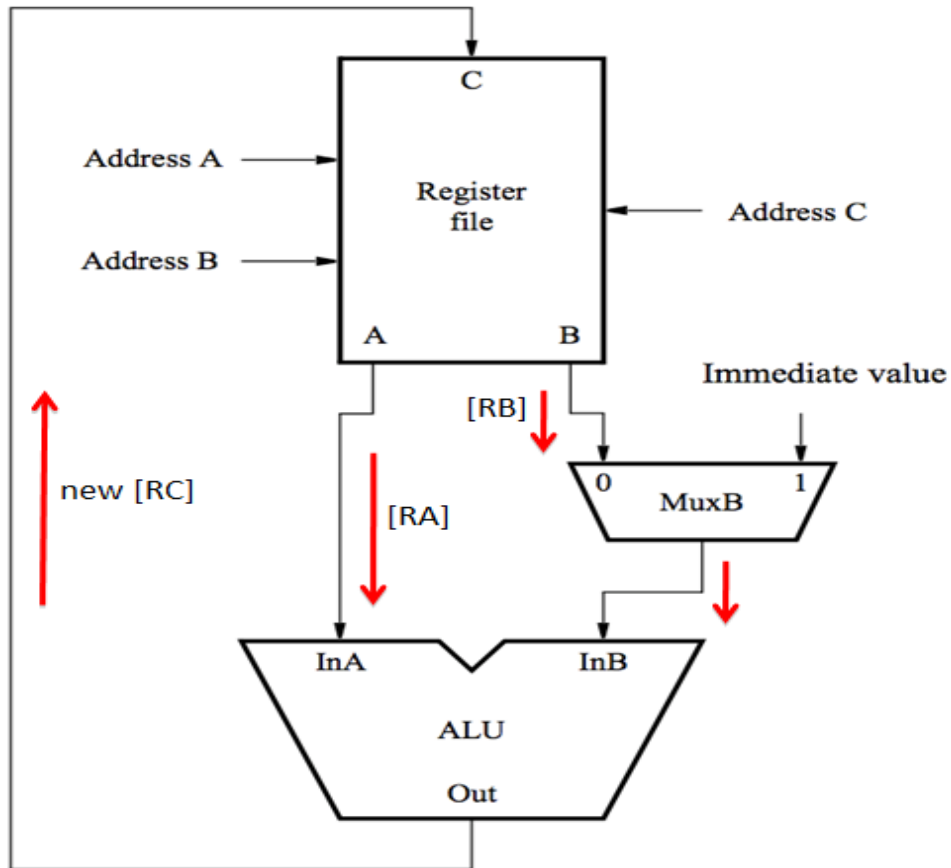 C
Address A
Register
file
Address C
Address B
A
B
Immediate value
[RB]
0
1
MuxB
new [RC]
[RA]
InA
InB
ALU
Out